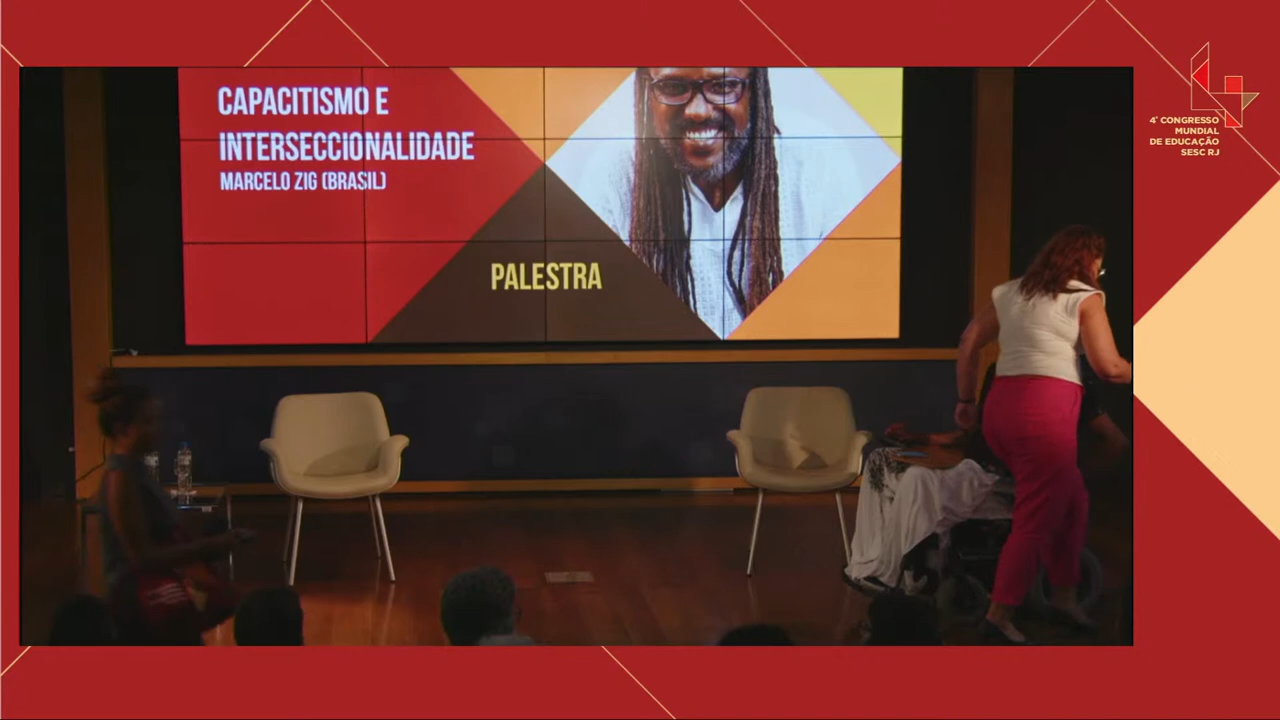 CAPACITISMO E
INTERSECCIONALIDADE
MARCELO ZIG (BRASIL)
PALESTRA
4º CONGRESSO
MUNDIAL
DE EDUCAÇÃO
SESC RJ